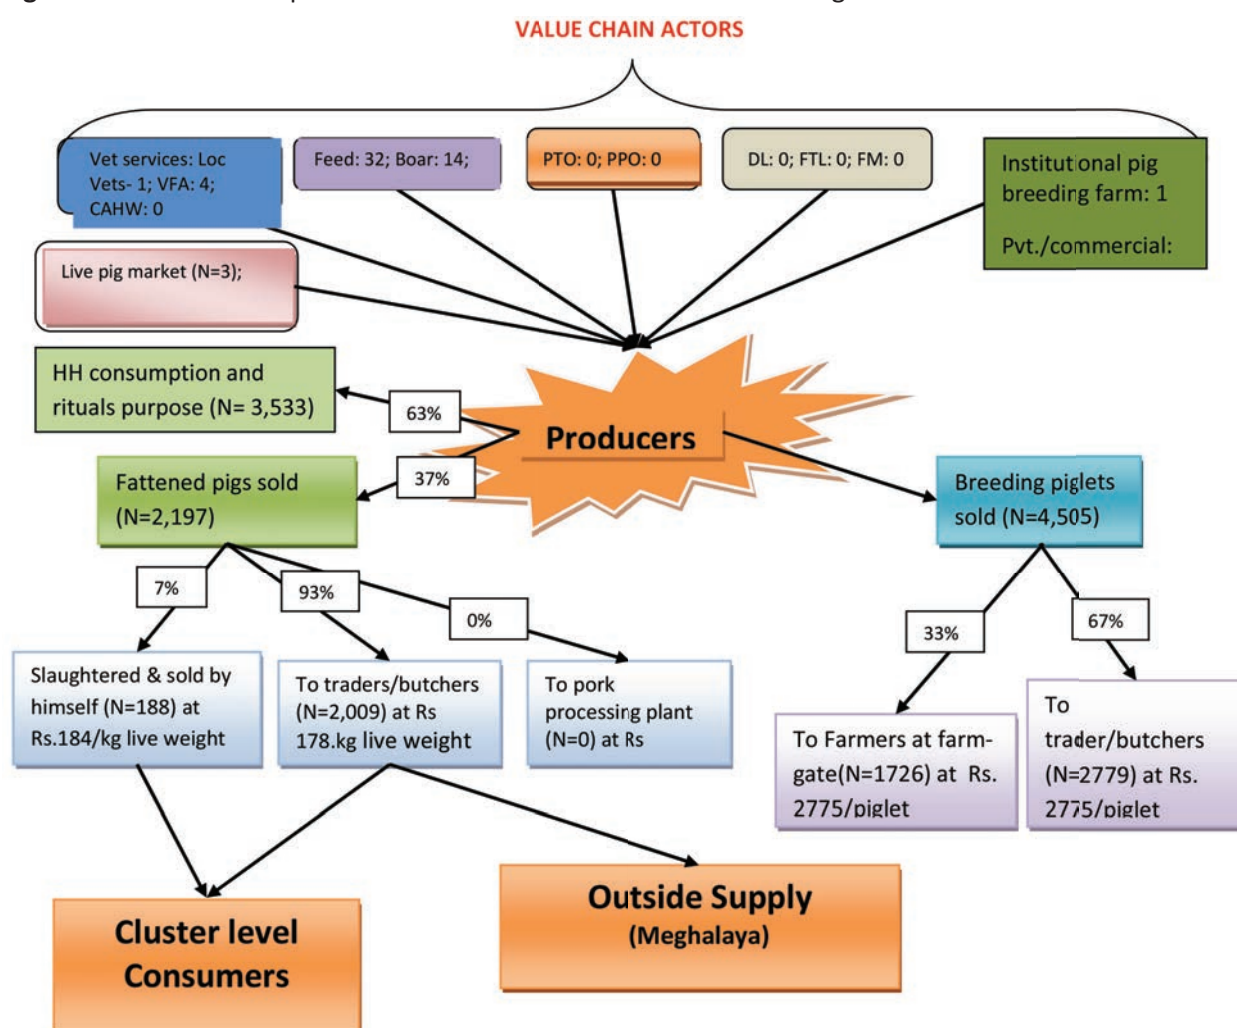 VALUE CHAIN ACTORS
Vet services: Loc
Vets- 1; VFA: 4;
CAHW: 0
Feed: 32; Boar: 14;
PTO: 0; PPO: 0
DL: 0; FTL: 0; FM: 0
Institutional pig
breeding farm: 1
Pvt./commercial:
Live pig market (N=3);
HH consumption and
rituals purpose (N= 3,533)
63%
Producers
37%
Fattened pigs sold
(N=2,197)
Breeding piglets
sold (N=4,505)
7%
93%
0%
33%
67%
Slaughtered & sold by
himself (N=188) at
Rs.184/kg live weight
To traders/butchers
(N=2,009) at Rs
178.kg live weight
To pork
processing plant
(N=0) at Rs
To Farmers at farm-
gate(N=1726) at Rs.
2775/piglet
To
trader/butchers
(N=2779) at Rs.
2775/piglet
Cluster level
Consumers
Outside Supply
(Meghalaya)